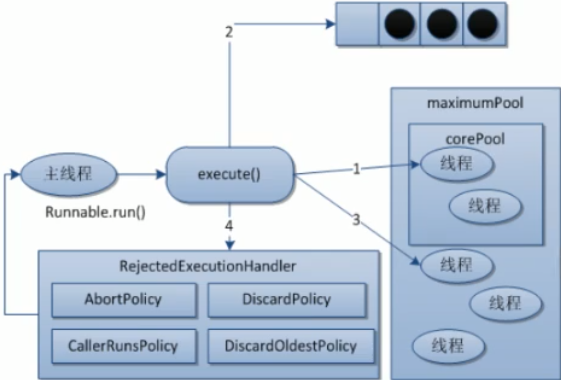 2
maximumPool
corePool
线程
线程
主线程
execute()
1
3
Runnable.run()
4
线程
线程
线程
RejectedExecutionHandler
AbortPolicy
DiscardPolicy
CallerRunsPolicy
DiscardOldestPolicy